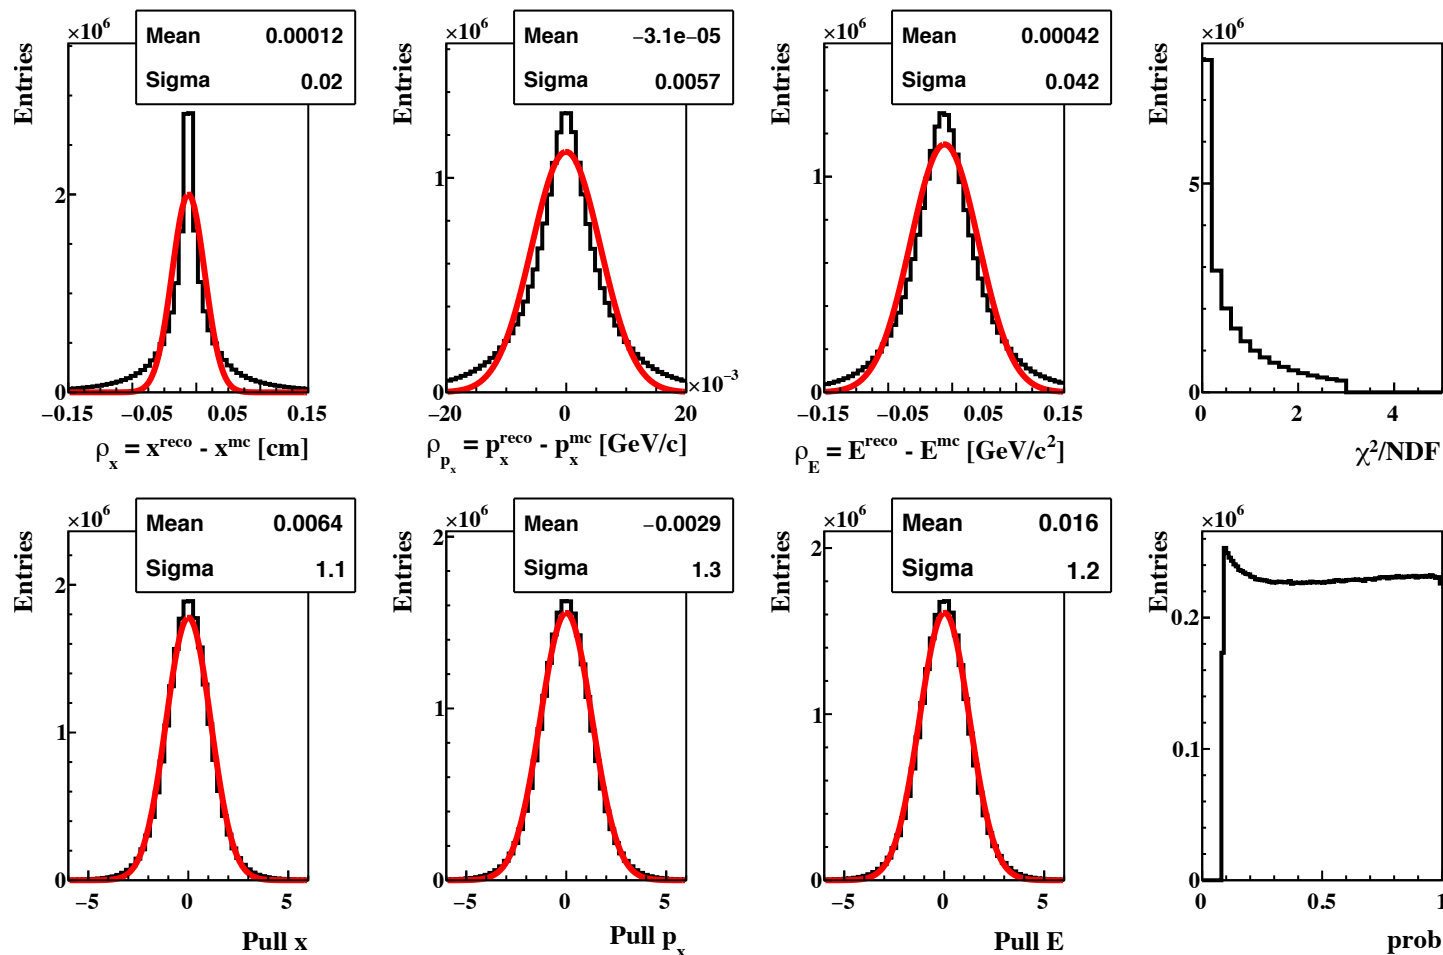 ×10⁶
Entries
Mean 0.00012
Sigma 0.02
2
0
−0.15 −0.05 0.05 0.15
ρx = x^reco - x^mc [cm]
×10⁶
Entries
Mean −3.1e−05
Sigma 0.0057
1
0
−20 0 20
×10⁻³
ρpx = px^reco - px^mc [GeV/c]
×10⁶
Entries
Mean 0.00042
Sigma 0.042
1
0
−0.15 −0.05 0.05 0.15
ρE = E^reco - E^mc [GeV/c²]
×10⁶
Entries
5
0
0 2 4
χ²/NDF
×10⁶
Entries
Mean 0.0064
Sigma 1.1
2
1
0
−5 0 5
Pull x
×10⁶
Entries
Mean −0.0029
Sigma 1.3
2
1
0
−5 0 5
Pull px
×10⁶
Entries
Mean 0.016
Sigma 1.2
2
1
0
−5 0 5
Pull E
×10⁶
Entries
0.2
0.1
0
0 0.5 1
prob